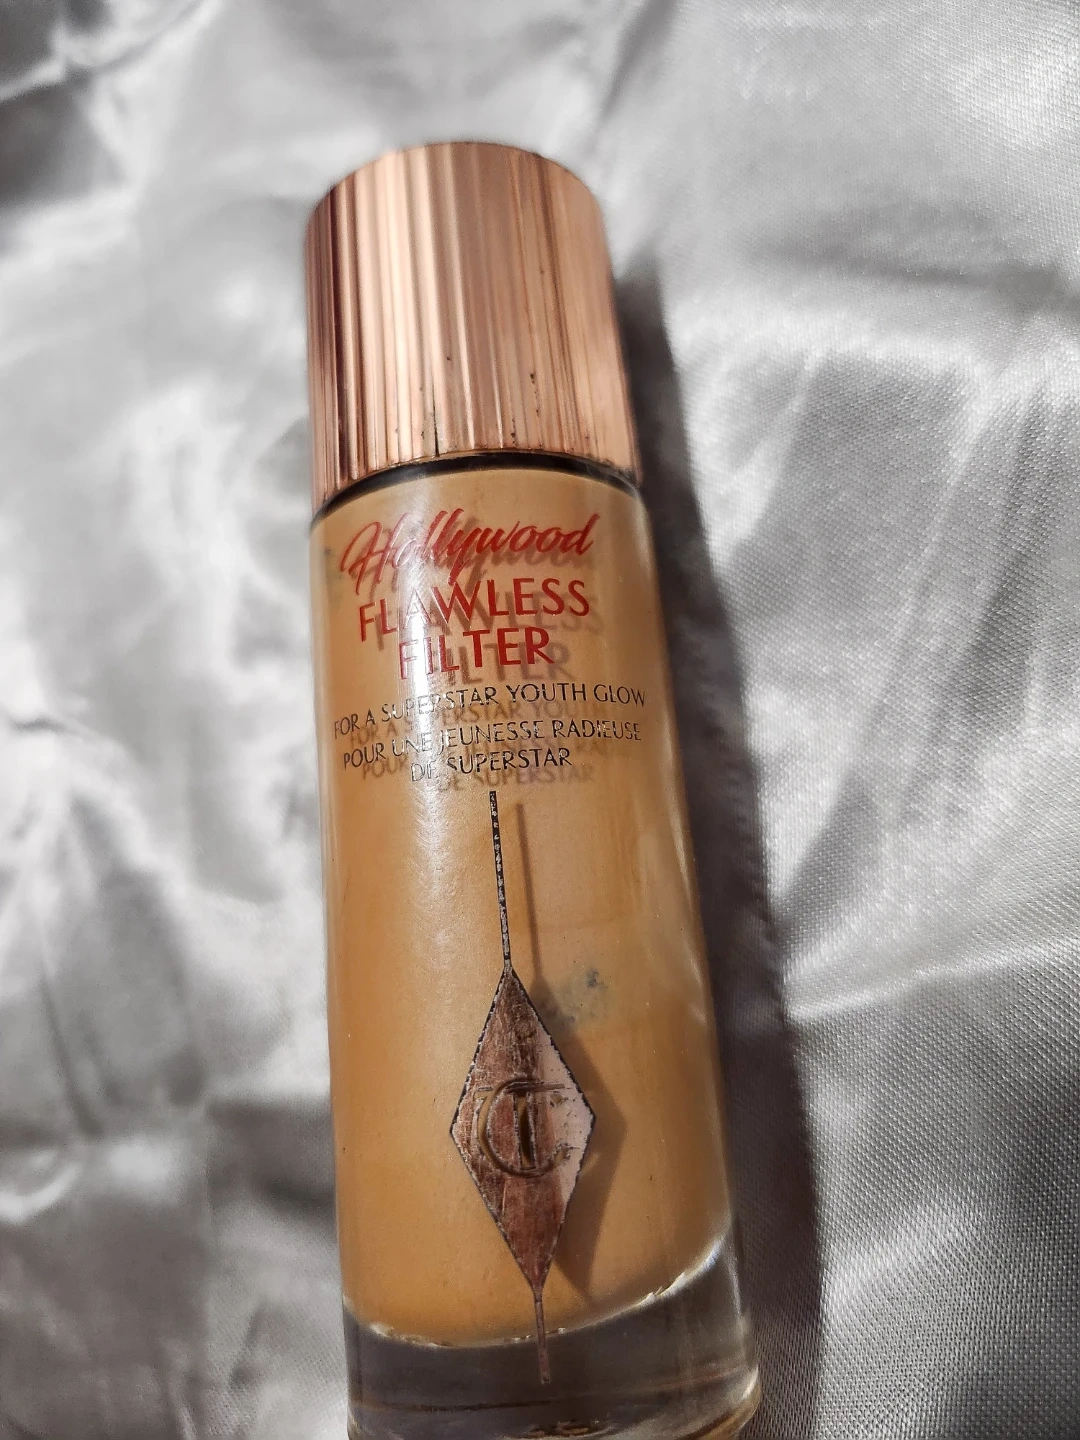 Hollywood
FLAWLESS
FILTER
FOR A SUPERSTAR YOUTH GLOW
POUR UNE JEUNESSE RADIEUSE
DE SUPERSTAR
CT